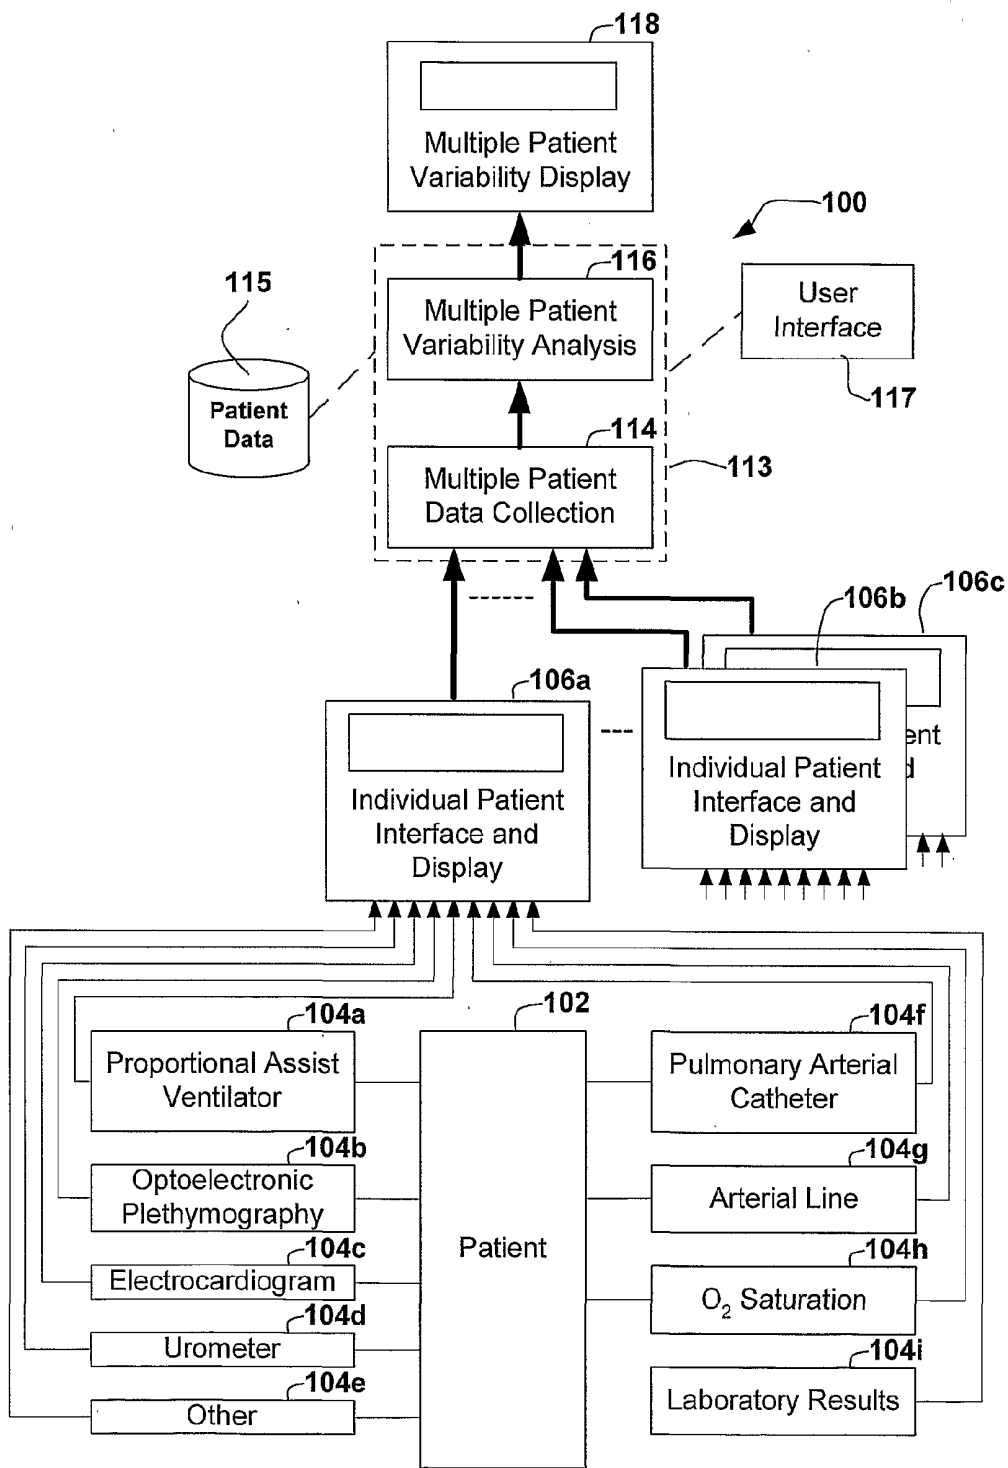 118
Multiple Patient
Variability Display
100
116
Multiple Patient
Variability Analysis
115
Patient
Data
User
Interface
117
114
Multiple Patient
Data Collection
113
106c
106b
ent
d
Individual Patient
Interface and
Display
106a
Individual Patient
Interface and
Display
102
Patient
104a
Proportional Assist
Ventilator
104b
Optoelectronic
Plethymography
104c
Electrocardiogram
104d
Urometer
104e
Other
104f
Pulmonary Arterial
Catheter
104g
Arterial Line
104h
O₂ Saturation
104i
Laboratory Results